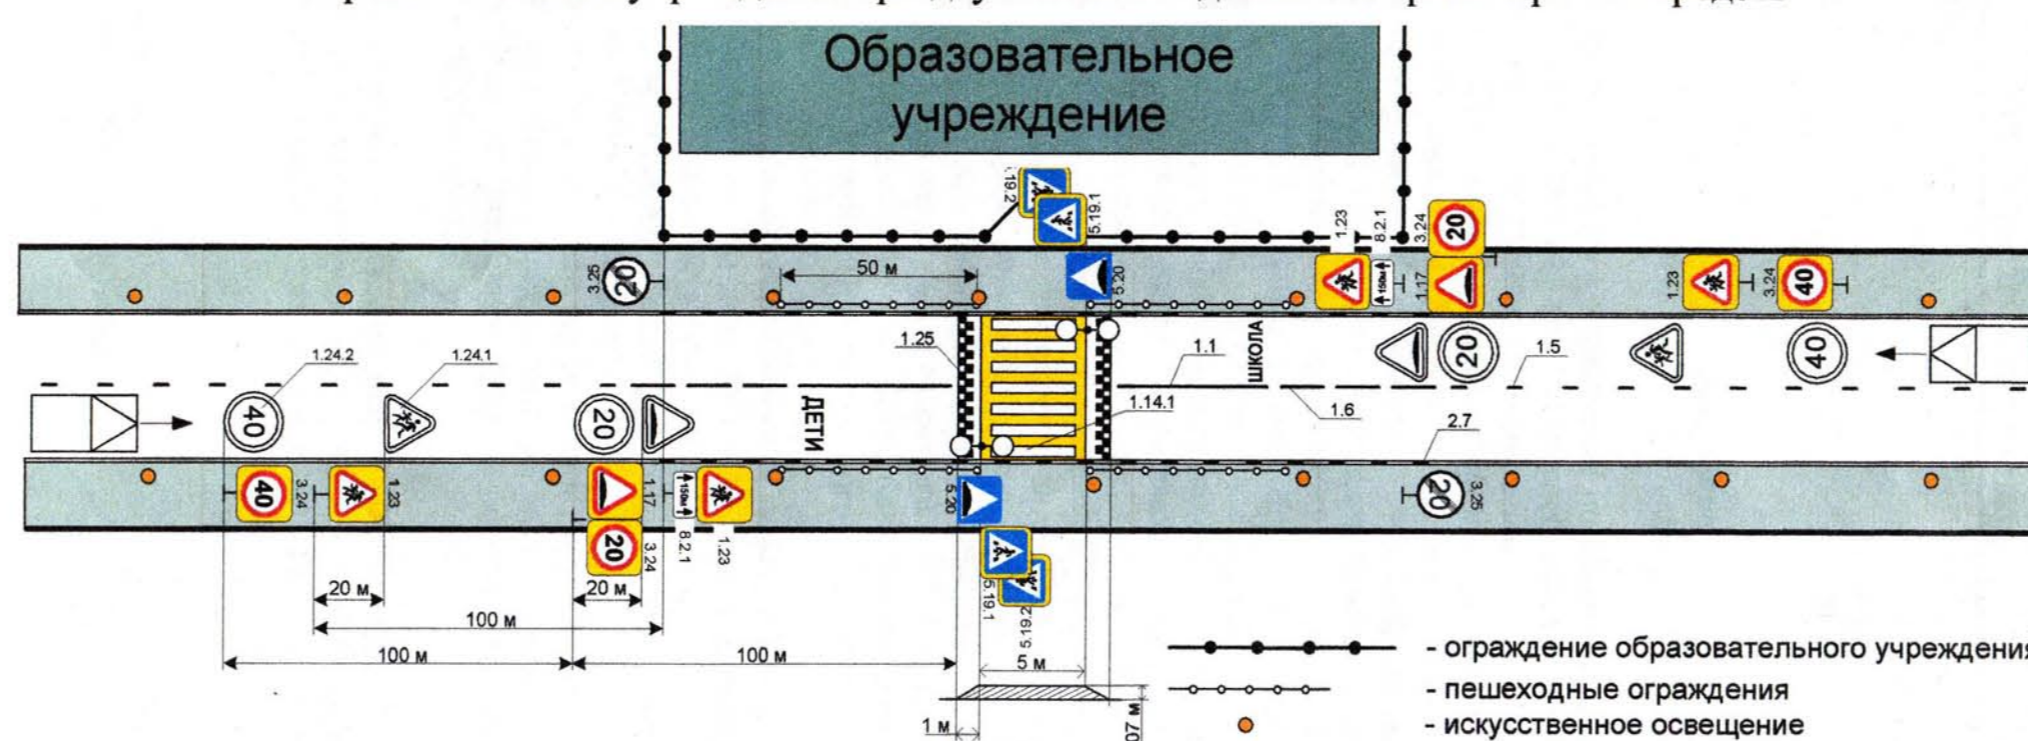 Образовательное
учреждение
5.19.1
1.23
8.2.1
3.24
20
3.25
20
50 м
5.20
150м
1.17
1.23
3.24
40
1.25
1.1
ШКОЛА
20
1.5
40
1.24.2
1.24.1
40
20
ДЕТИ
1.14.1
1.6
2.7
40
3.24
1.23
1.17
150м
8.2.1
1.23
20
3.24
5.20
20
3.25
5.19.1
5.19.2
20 м
20 м
100 м
100 м
100 м
5 м
1 м
07 м
- ограждение образовательного учреждения
- пешеходные ограждения
- искусственное освещение